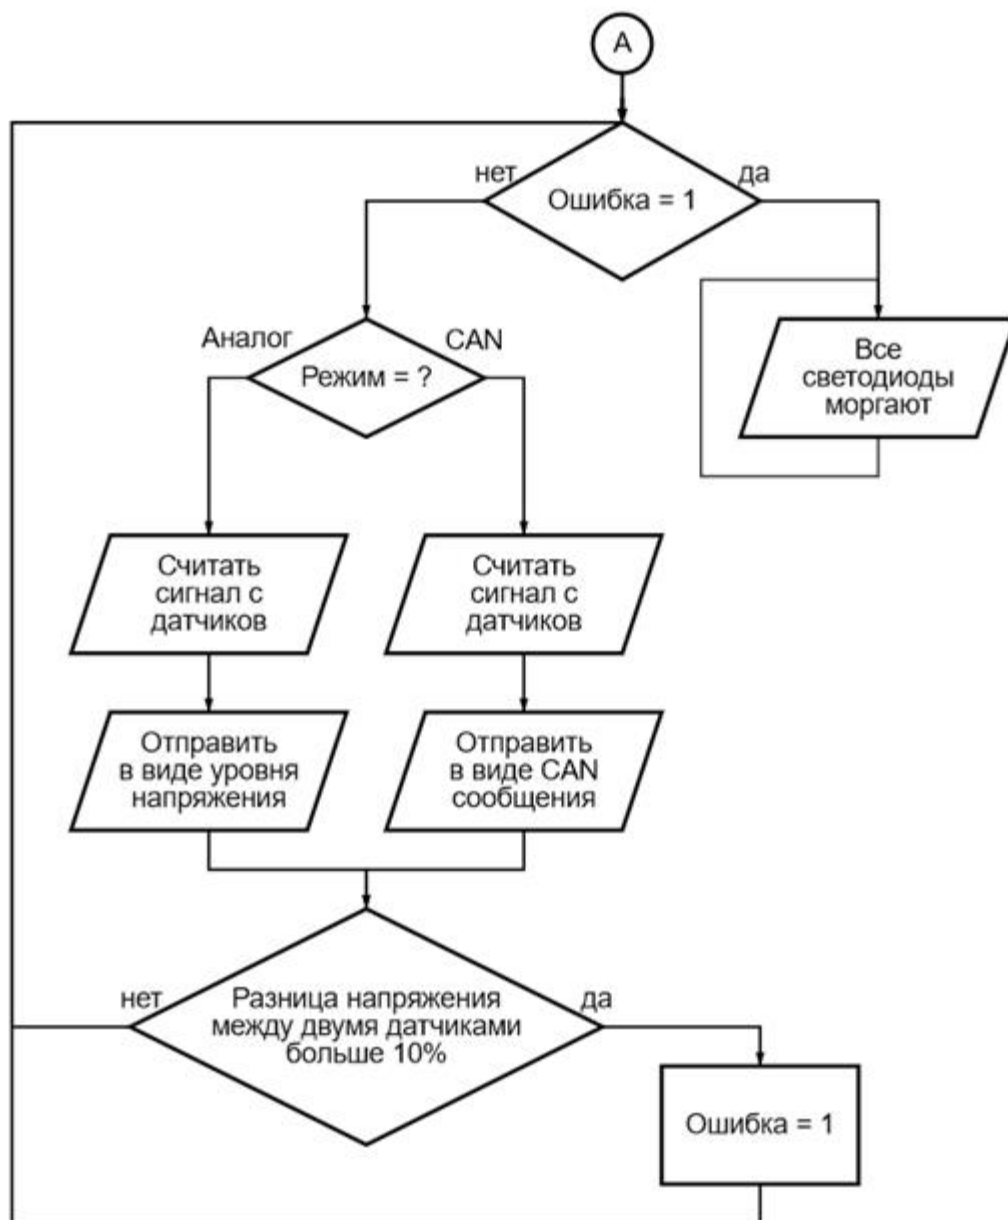 А
нет
да
Ошибка = 1
Аналог
CAN
Режим = ?
Все
светодиоды
моргают
Считать
сигнал с
датчиков
Считать
сигнал с
датчиков
Отправить
в виде уровня
напряжения
Отправить
в виде CAN
сообщения
нет
да
Разница напряжения
между двумя датчиками
больше 10%
Ошибка = 1